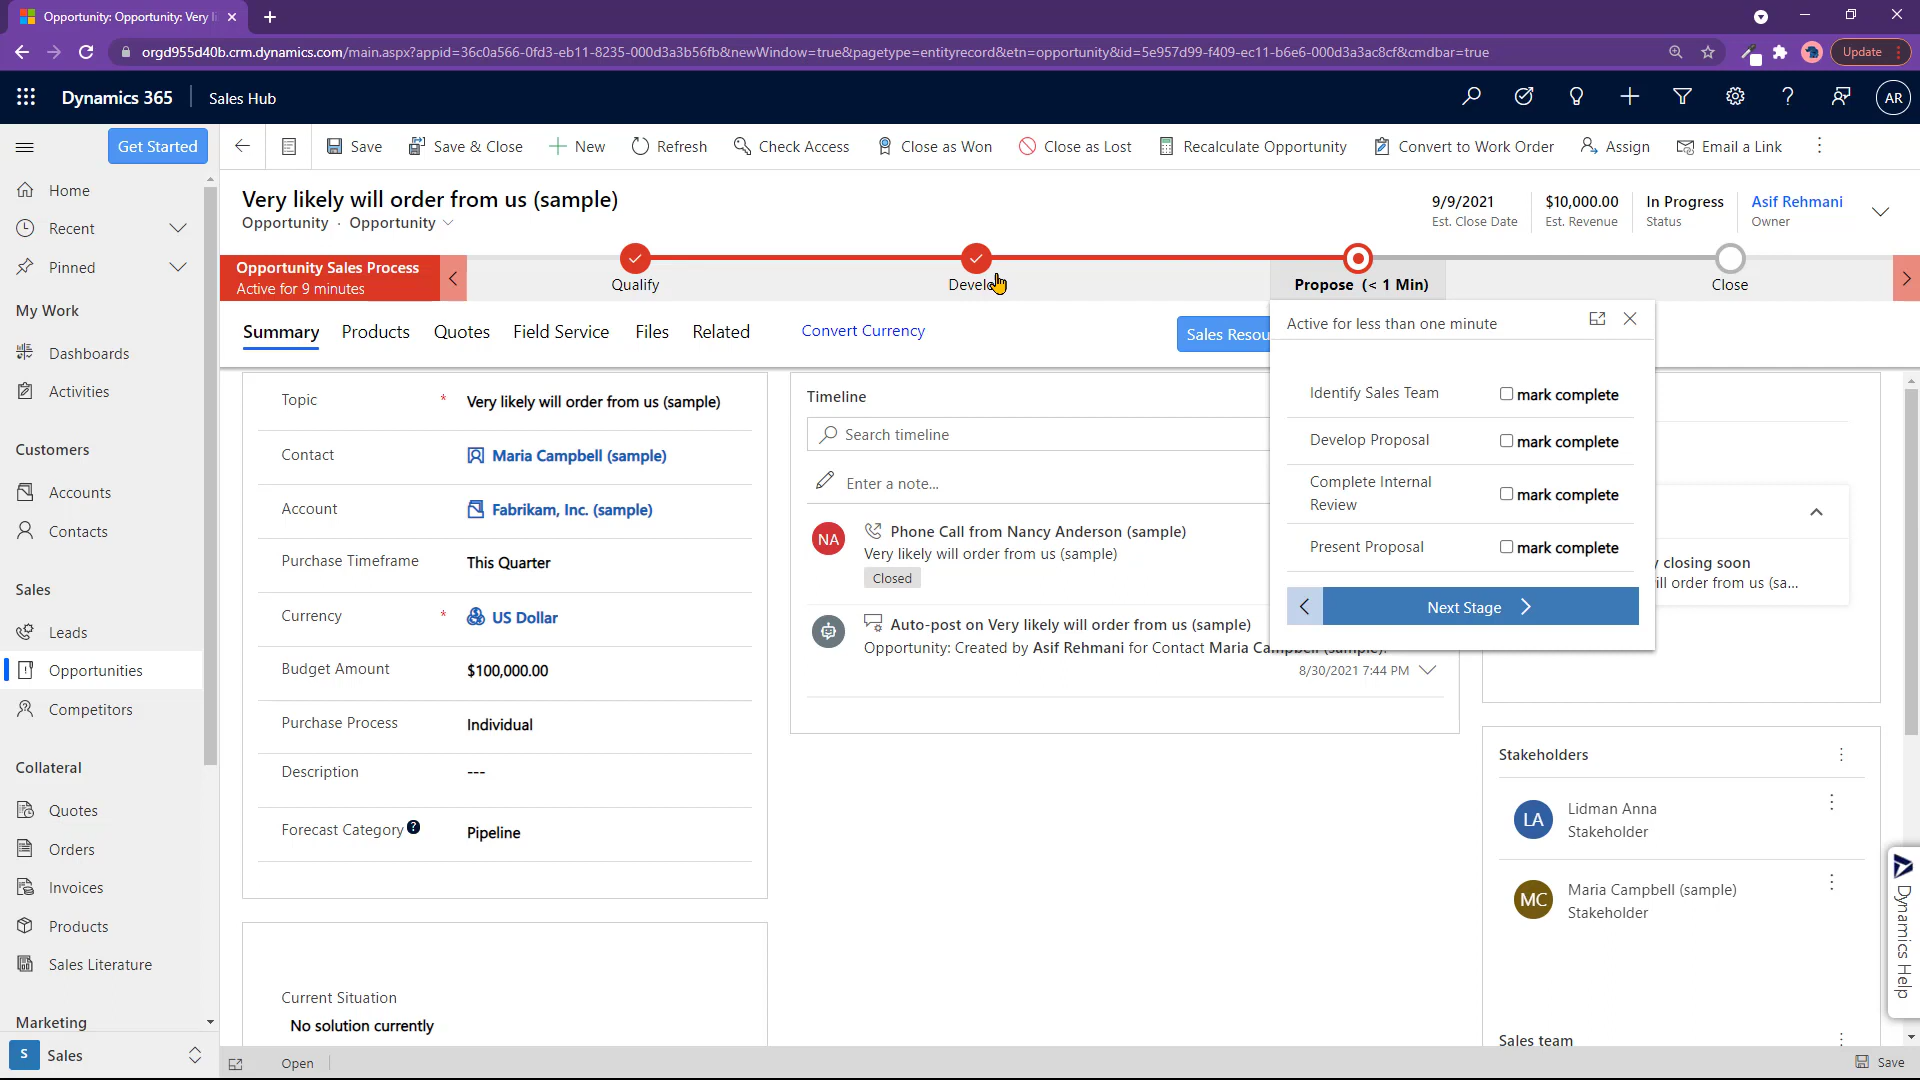 Opportunity: Opportunity: Very li
orgd955d40b.crm.dynamics.com/main.aspx?appid=36c0a566-0fd3-eb11-8235-000d3a3b56fb&newWindow=true&pagetype=entityrecord&etn=opportunity&id=5e957d99-f409-ec11-b6e6-000d3a3ac8cf&cmdbar=true
Update
Dynamics 365
Sales Hub
AR
Get Started
Save
Save & Close
New
Refresh
Check Access
Close as Won
Close as Lost
Recalculate Opportunity
Convert to Work Order
Assign
Email a Link
Home
Recent
Pinned
My Work
Dashboards
Activities
Customers
Accounts
Contacts
Sales
Leads
Opportunities
Competitors
Collateral
Quotes
Orders
Invoices
Products
Sales Literature
Marketing
S
Sales
Very likely will order from us (sample)
Opportunity · Opportunity
9/9/2021
Est. Close Date
$10,000.00
Est. Revenue
In Progress
Status
Asif Rehmani
Owner
Opportunity Sales Process
Active for 9 minutes
Qualify
Develo
Propose (< 1 Min)
Close
Summary
Products
Quotes
Field Service
Files
Related
Convert Currency
Sales Resou
Active for less than one minute
Identify Sales Team
mark complete
Develop Proposal
mark complete
Complete Internal
Review
mark complete
Present Proposal
mark complete
Next Stage
Topic
*
Very likely will order from us (sample)
Contact
Maria Campbell (sample)
Account
Fabrikam, Inc. (sample)
Purchase Timeframe
This Quarter
Currency
*
US Dollar
Budget Amount
$100,000.00
Purchase Process
Individual
Description
---
Forecast Category
Pipeline
Current Situation
No solution currently
Timeline
Search timeline
Enter a note...
NA
Phone Call from Nancy Anderson (sample)
Very likely will order from us (sample)
Closed
Auto-post on Very likely will order from us (sample)
Opportunity: Created by Asif Rehmani for Contact Maria Campbell (sample).
8/30/2021 7:44 PM
y closing soon
ill order from us (sa...
Stakeholders
LA
Lidman Anna
Stakeholder
MC
Maria Campbell (sample)
Stakeholder
Sales team
Dynamics Help
Open
Save